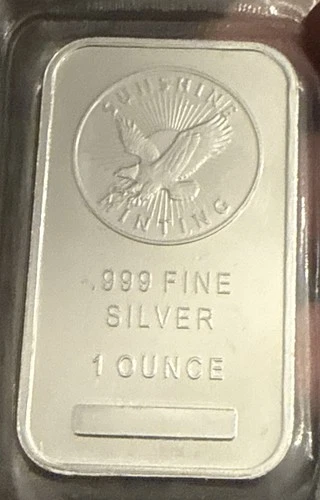 SUNSHINE
MINTING
.999 FINE
SILVER
1 OUNCE